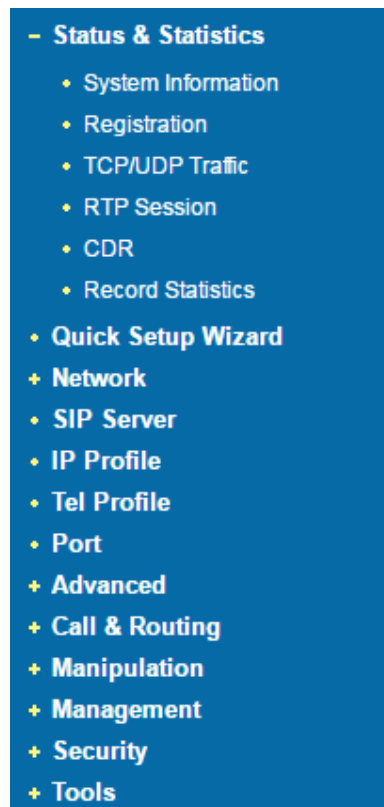 Status & Statistics
System Information
Registration
TCP/UDP Traffic
RTP Session
CDR
Record Statistics
Quick Setup Wizard
Network
SIP Server
IP Profile
Tel Profile
Port
Advanced
Call & Routing
Manipulation
Management
Security
Tools